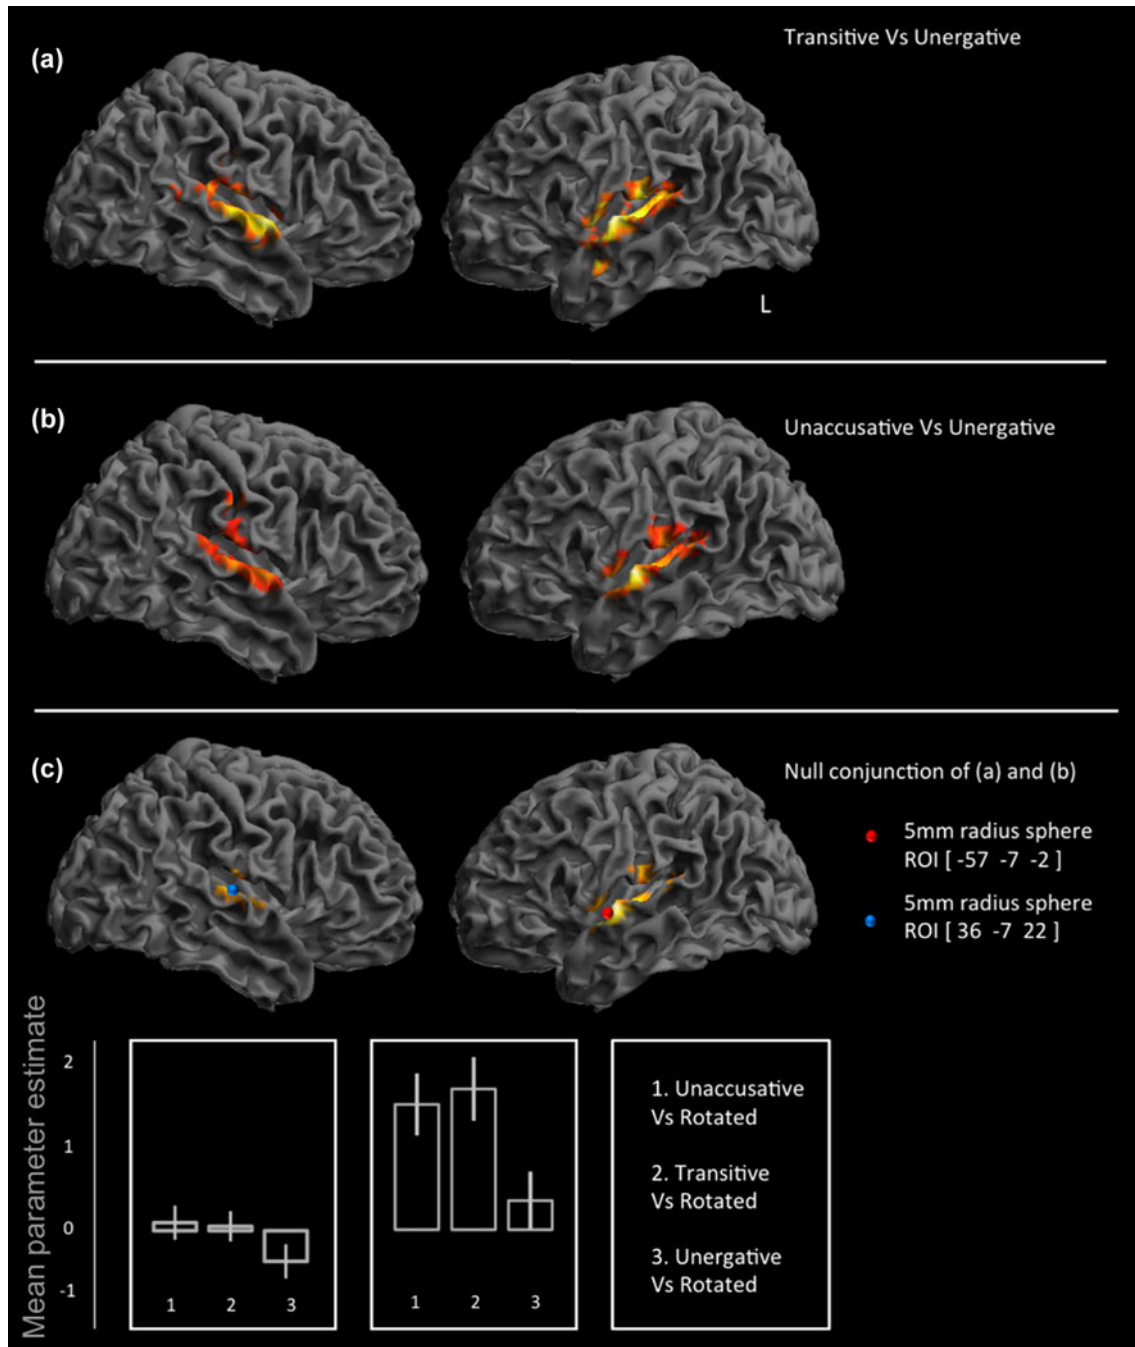 (a)
Transitive Vs Unergative
L
(b)
Unaccusative Vs Unergative
(c)
Null conjunction of (a) and (b)
5mm radius sphere
ROI [ -57 -7 -2 ]
5mm radius sphere
ROI [ 36 -7 22 ]
Mean parameter estimate
2
1
0
-1
1 2 3
1 2 3
1. Unaccusative
Vs Rotated
2. Transitive
Vs Rotated
3. Unergative
Vs Rotated